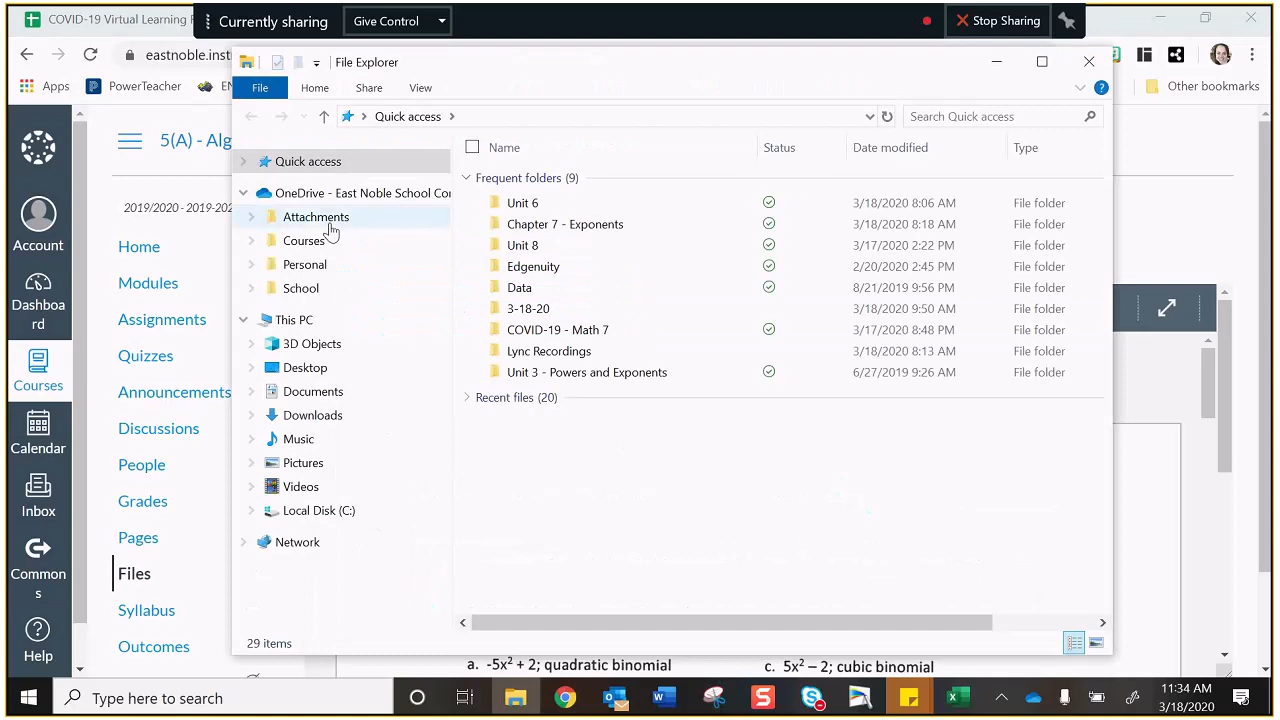 COVID-19 Virtual Learning
Currently sharing
Give Control
Stop Sharing
eastnoble.inst
File Explorer
Apps
PowerTeacher
EN
Other bookmarks
File
Home
Share
View
Quick access
Search Quick access
5(A) - Alg
2019/2020 - 2019-202
Home
Modules
Assignments
Quizzes
Announcements
Discussions
People
Grades
Pages
Files
Syllabus
Outcomes
Account
Dashboa
rd
Courses
Calendar
Inbox
Common
s
Help
Quick access
OneDrive - East Noble School Cor
Attachments
Courses
Personal
School
This PC
3D Objects
Desktop
Documents
Downloads
Music
Pictures
Videos
Local Disk (C:)
Network
Name Status Date modified Type
Frequent folders (9)
Unit 6 3/18/2020 8:06 AM File folder
Chapter 7 - Exponents 3/18/2020 8:18 AM File folder
Unit 8 3/17/2020 2:22 PM File folder
Edgenuity 2/20/2020 2:45 PM File folder
Data 8/21/2019 9:56 PM File folder
3-18-20 3/18/2020 9:50 AM File folder
COVID-19 - Math 7 3/17/2020 8:48 PM File folder
Lync Recordings 3/18/2020 8:13 AM File folder
Unit 3 - Powers and Exponents 6/27/2019 9:26 AM File folder
Recent files (20)
29 items
a. -5x² + 2; quadratic binomial c. 5x² – 2; cubic binomial
Type here to search
11:34 AM
3/18/2020